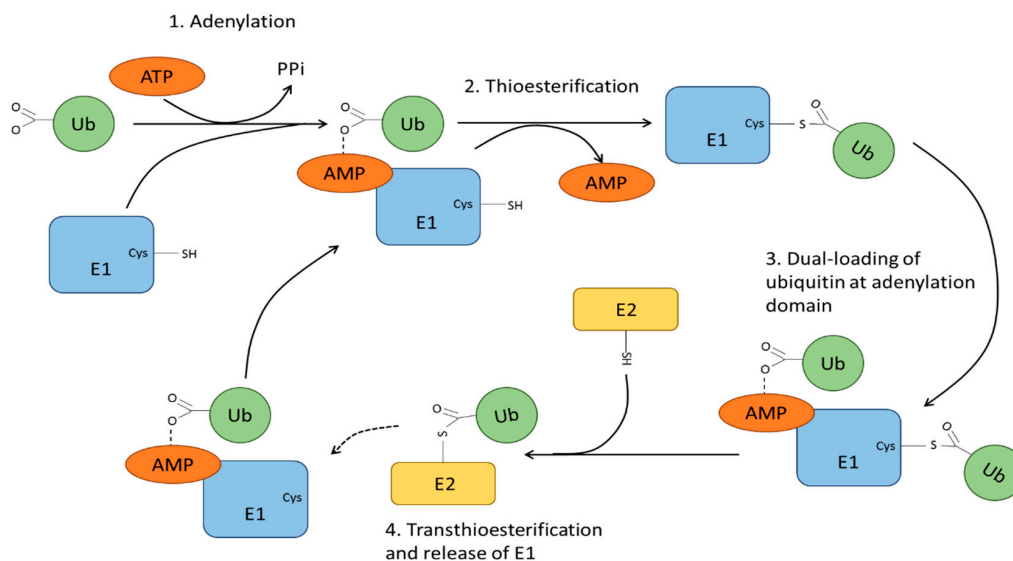 1. Adenylation
ATP
PPi
O
O
Ub
E1
Cys
SH
O
O
Ub
AMP
E1
Cys
SH
2. Thioesterification
AMP
E1
Cys
S
O
Ub
3. Dual-loading of
ubiquitin at adenylation
domain
O
O
Ub
AMP
E1
Cys
S
O
Ub
E2
SH
O
S
Ub
E2
4. Transthioesterification
and release of E1
O
O
Ub
AMP
E1
Cys